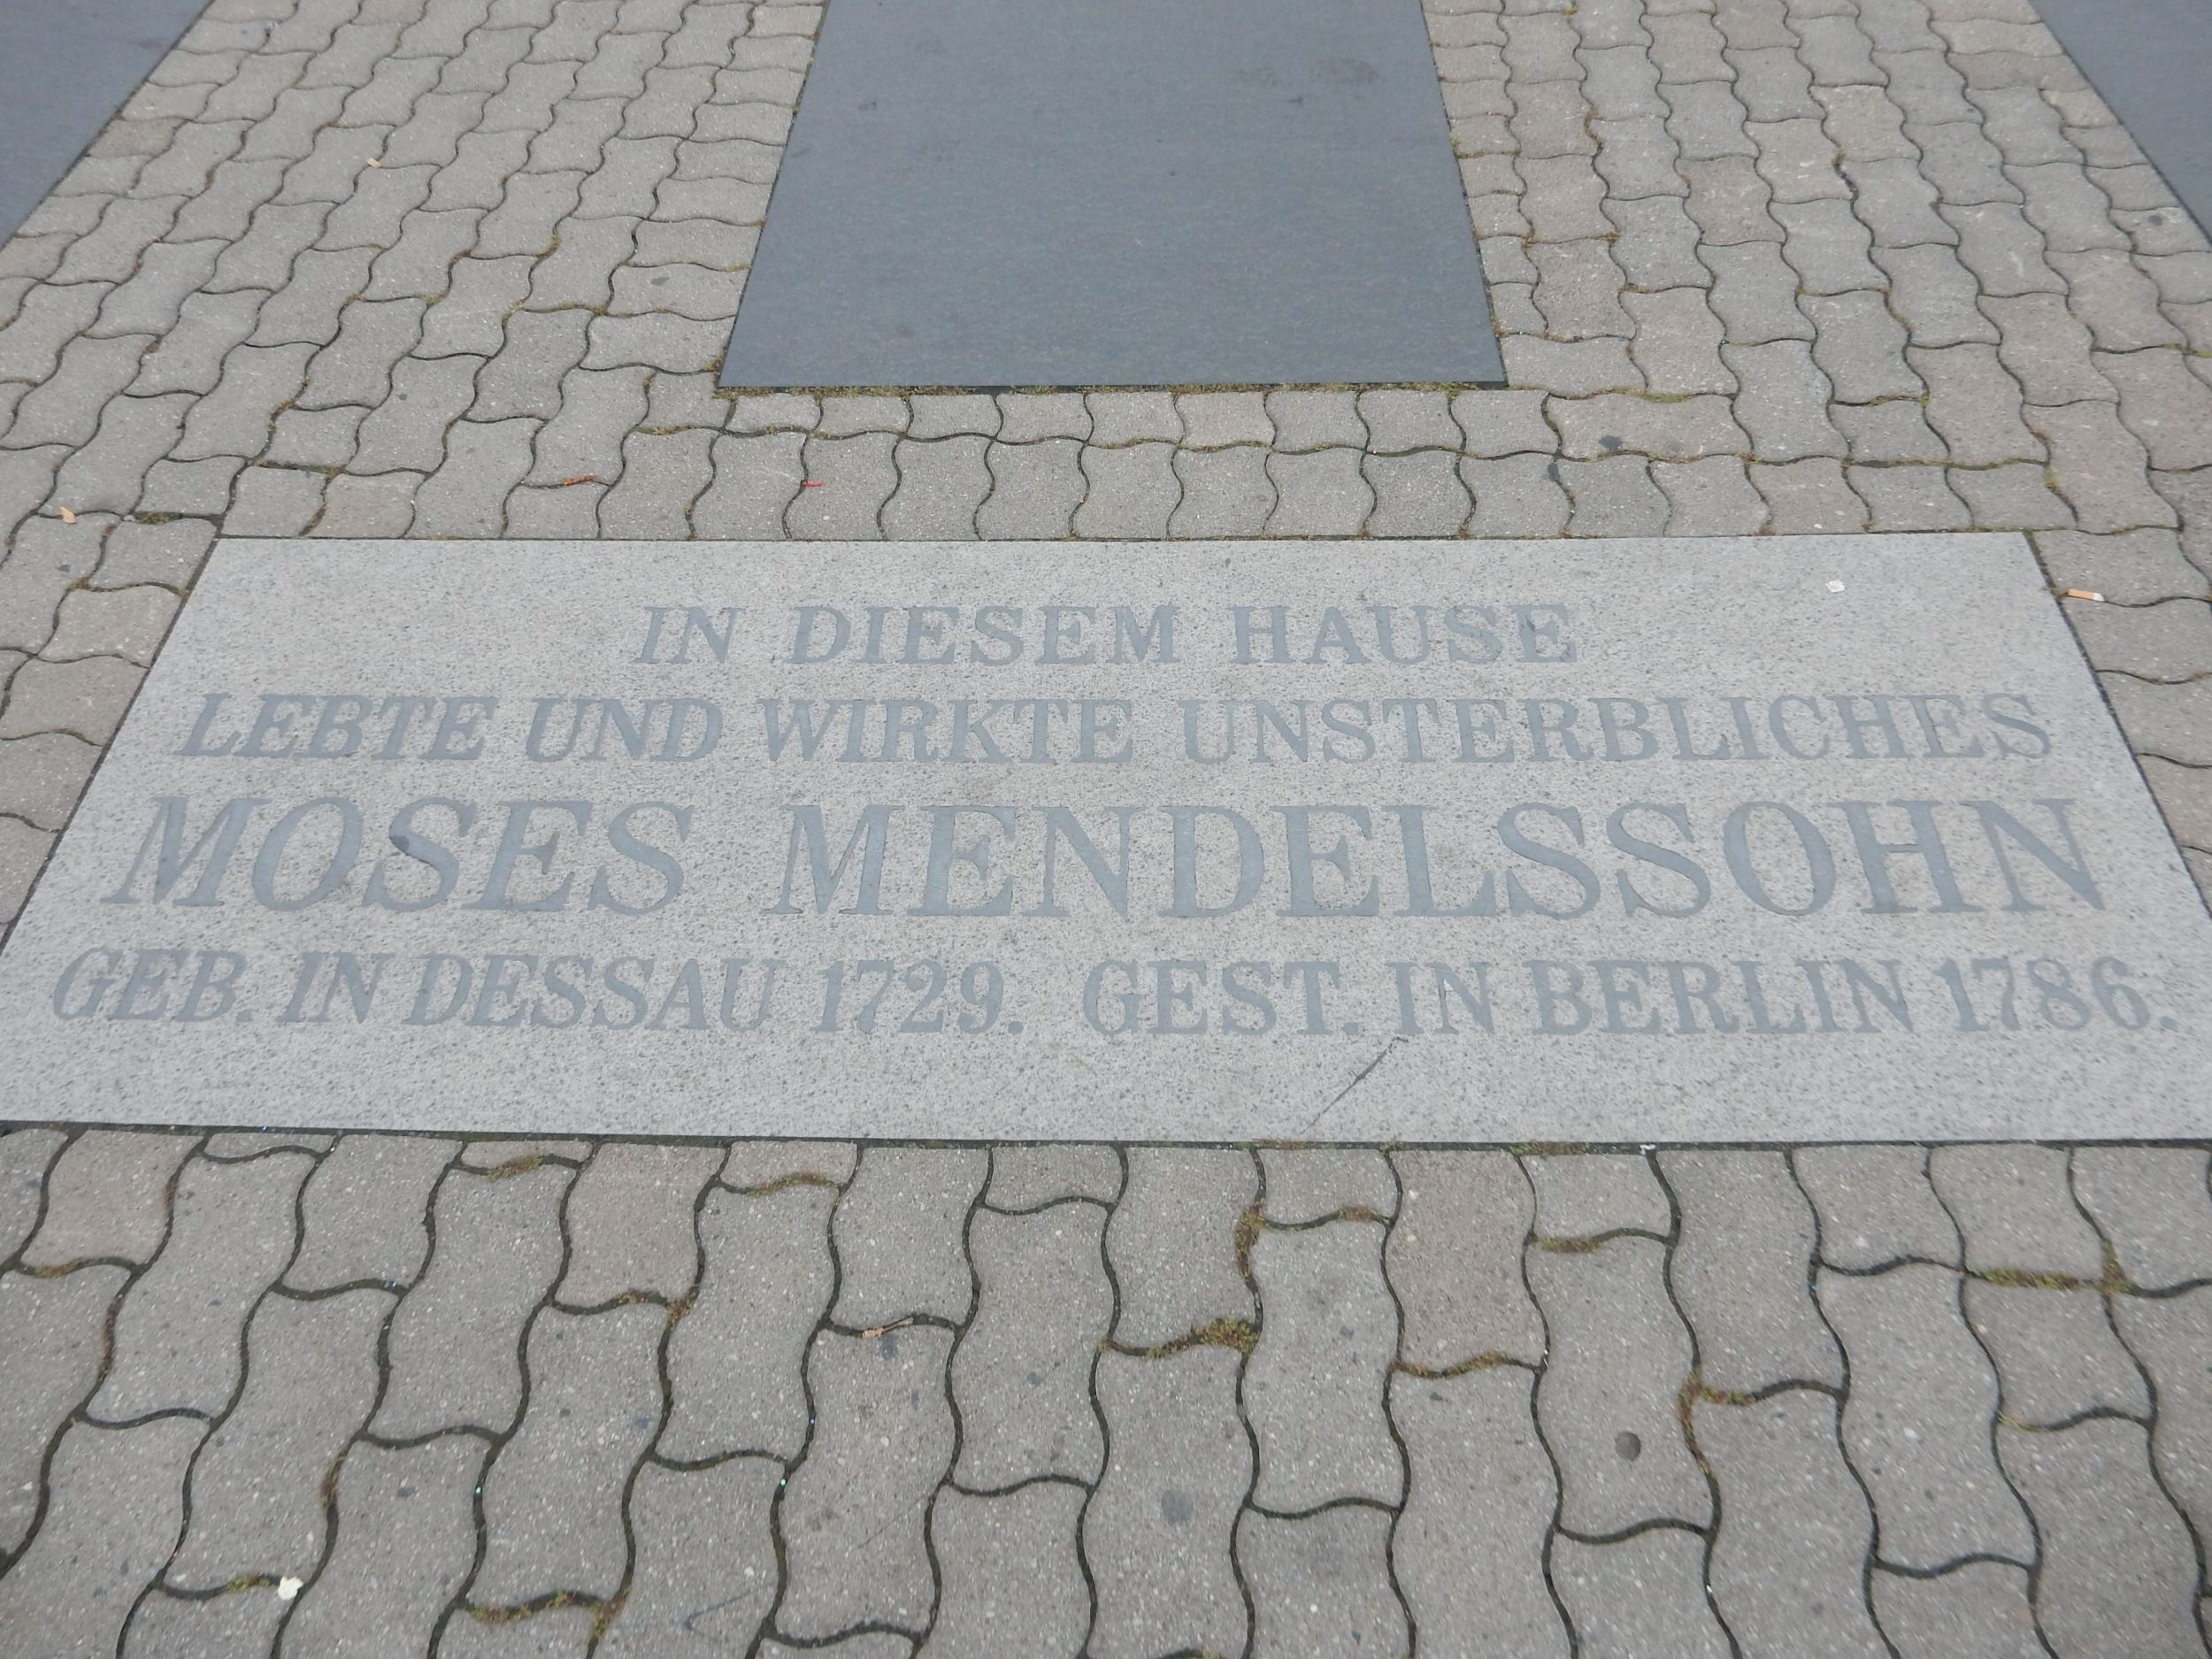 IN DIESEM HAUSE
LEBTE UND WIRKTE UNSTERBLICHES
MOSES MENDELSSOHN
GEB. IN DESSAU 1729. GEST. IN BERLIN 1786.